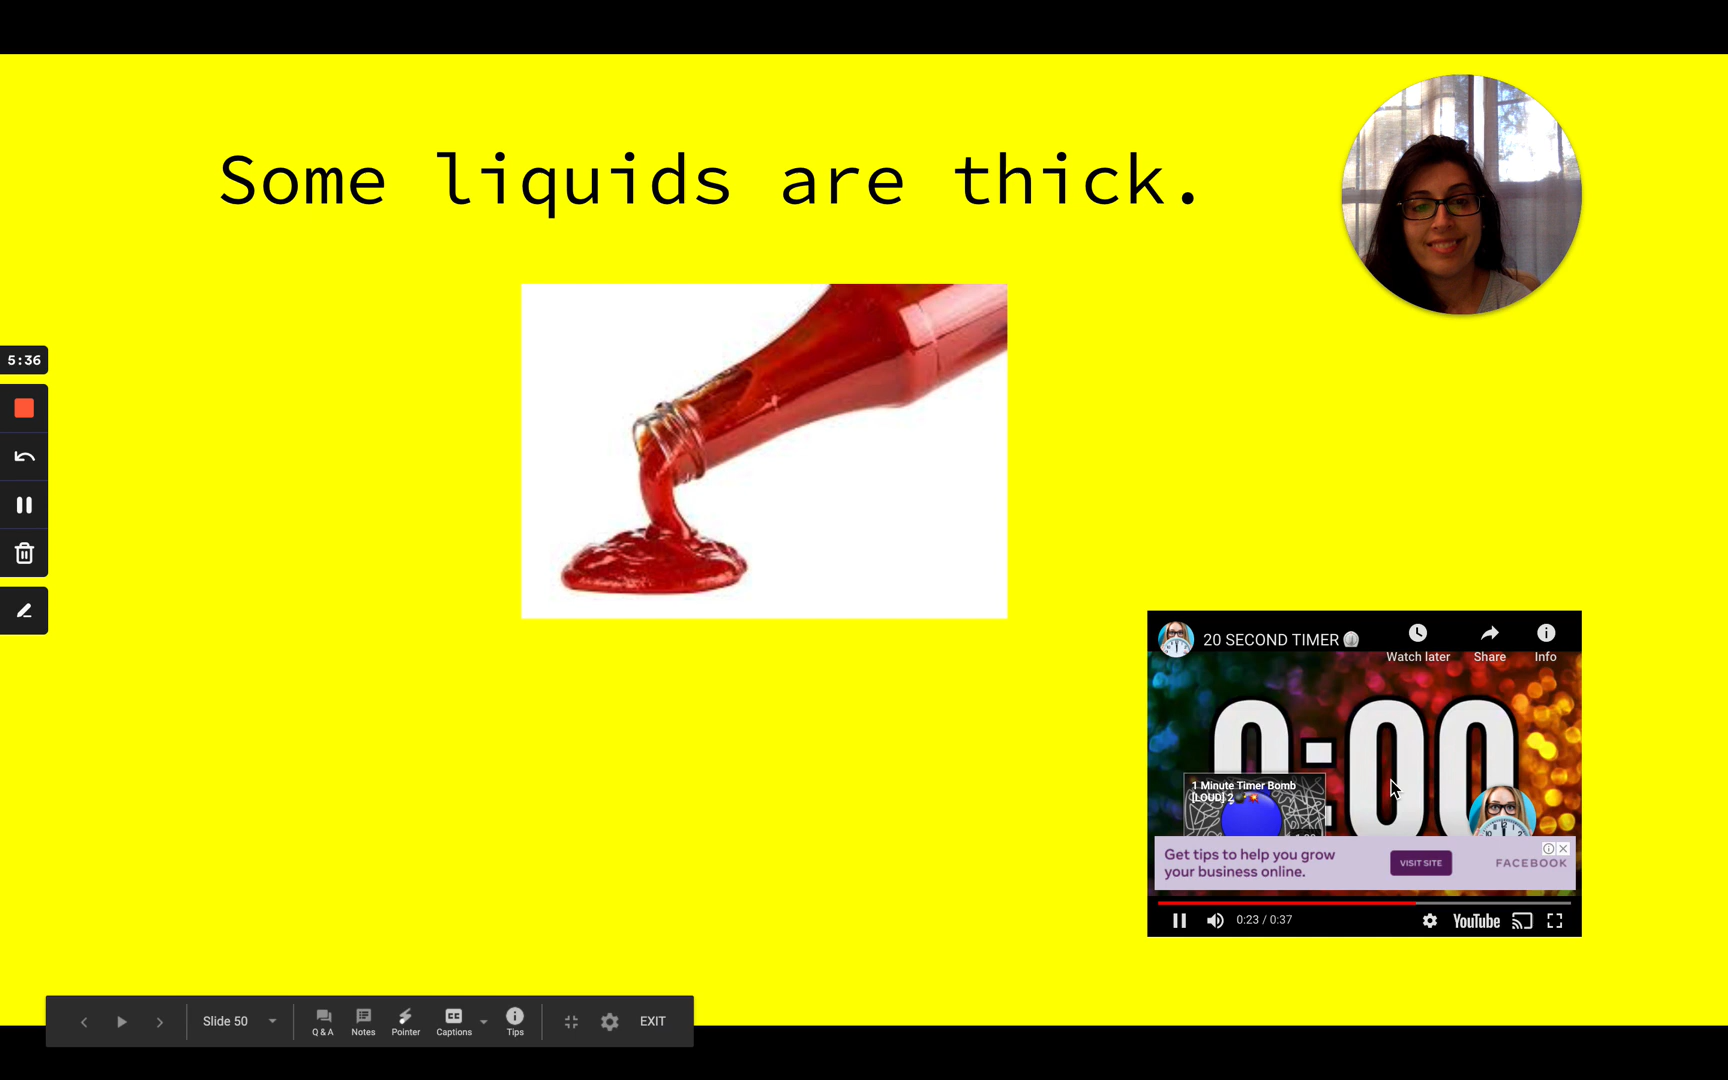 Some liquids are thick.
5:36
20 SECOND TIMER
Watch later
Share
Info
0:00
1 Minute Timer Bomb
[LOUD] 2
Get tips to help you grow
your business online.
VISIT SITE
FACEBOOK
0:23 / 0:37
YouTube
Slide 50
Q & A
Notes
Pointer
CC
Captions
Tips
EXIT